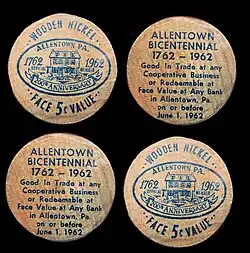 WOODEN NICKEL
ALLENTOWN, PA.
1762 1962
200TH ANNIVERSARY
FACE 5¢ VALUE
ALLENTOWN
BICENTENNIAL
1762 - 1962
Good In Trade at any
Cooperative Business
or Redeemable at
Face Value at Any Bank
in Allentown, Pa.
on or before
June 1, 1962
ALLENTOWN
BICENTENNIAL
1762 - 1962
Good In Trade at any
Cooperative Business
or Redeemable at
Face Value at Any Bank
in Allentown, Pa.
on or before
June 1, 1962
WOODEN NICKEL
ALLENTOWN, PA.
1762 1962
200TH ANNIVERSARY
FACE 5¢ VALUE